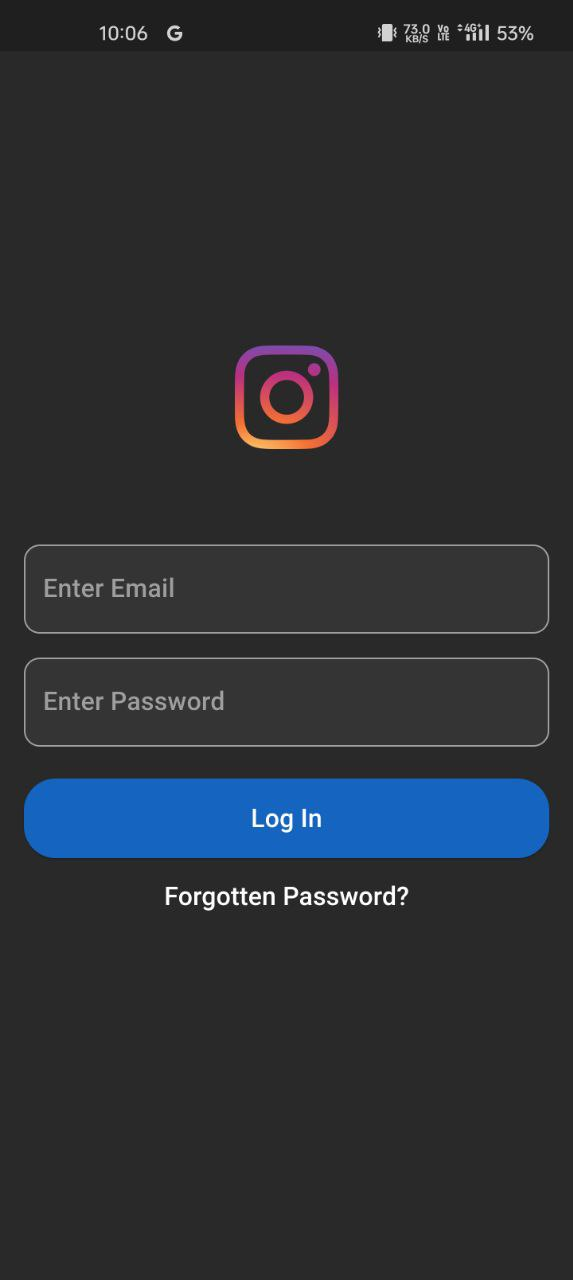 10:06 G 73.0 KB/S Vo LTE 4G+ 53%
Enter Email
Enter Password
Log In
Forgotten Password?